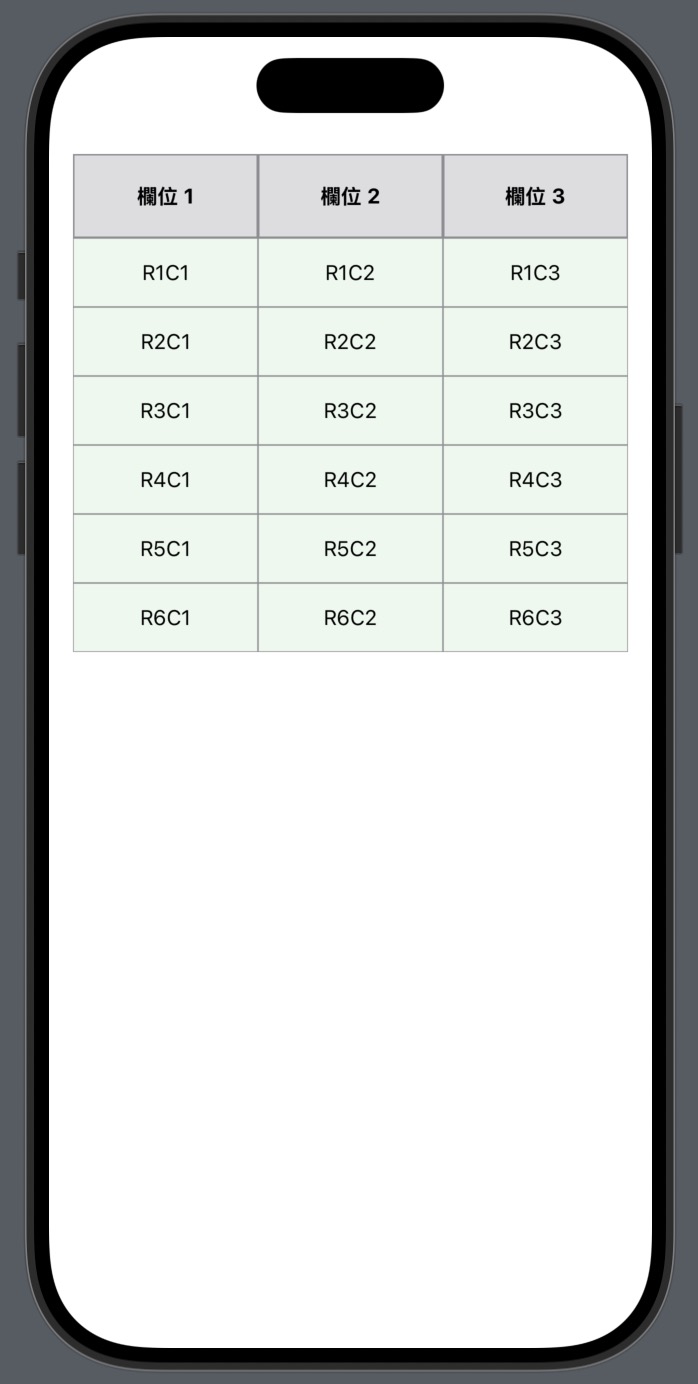 欄位 1 欄位 2 欄位 3
R1C1 R1C2 R1C3
R2C1 R2C2 R2C3
R3C1 R3C2 R3C3
R4C1 R4C2 R4C3
R5C1 R5C2 R5C3
R6C1 R6C2 R6C3